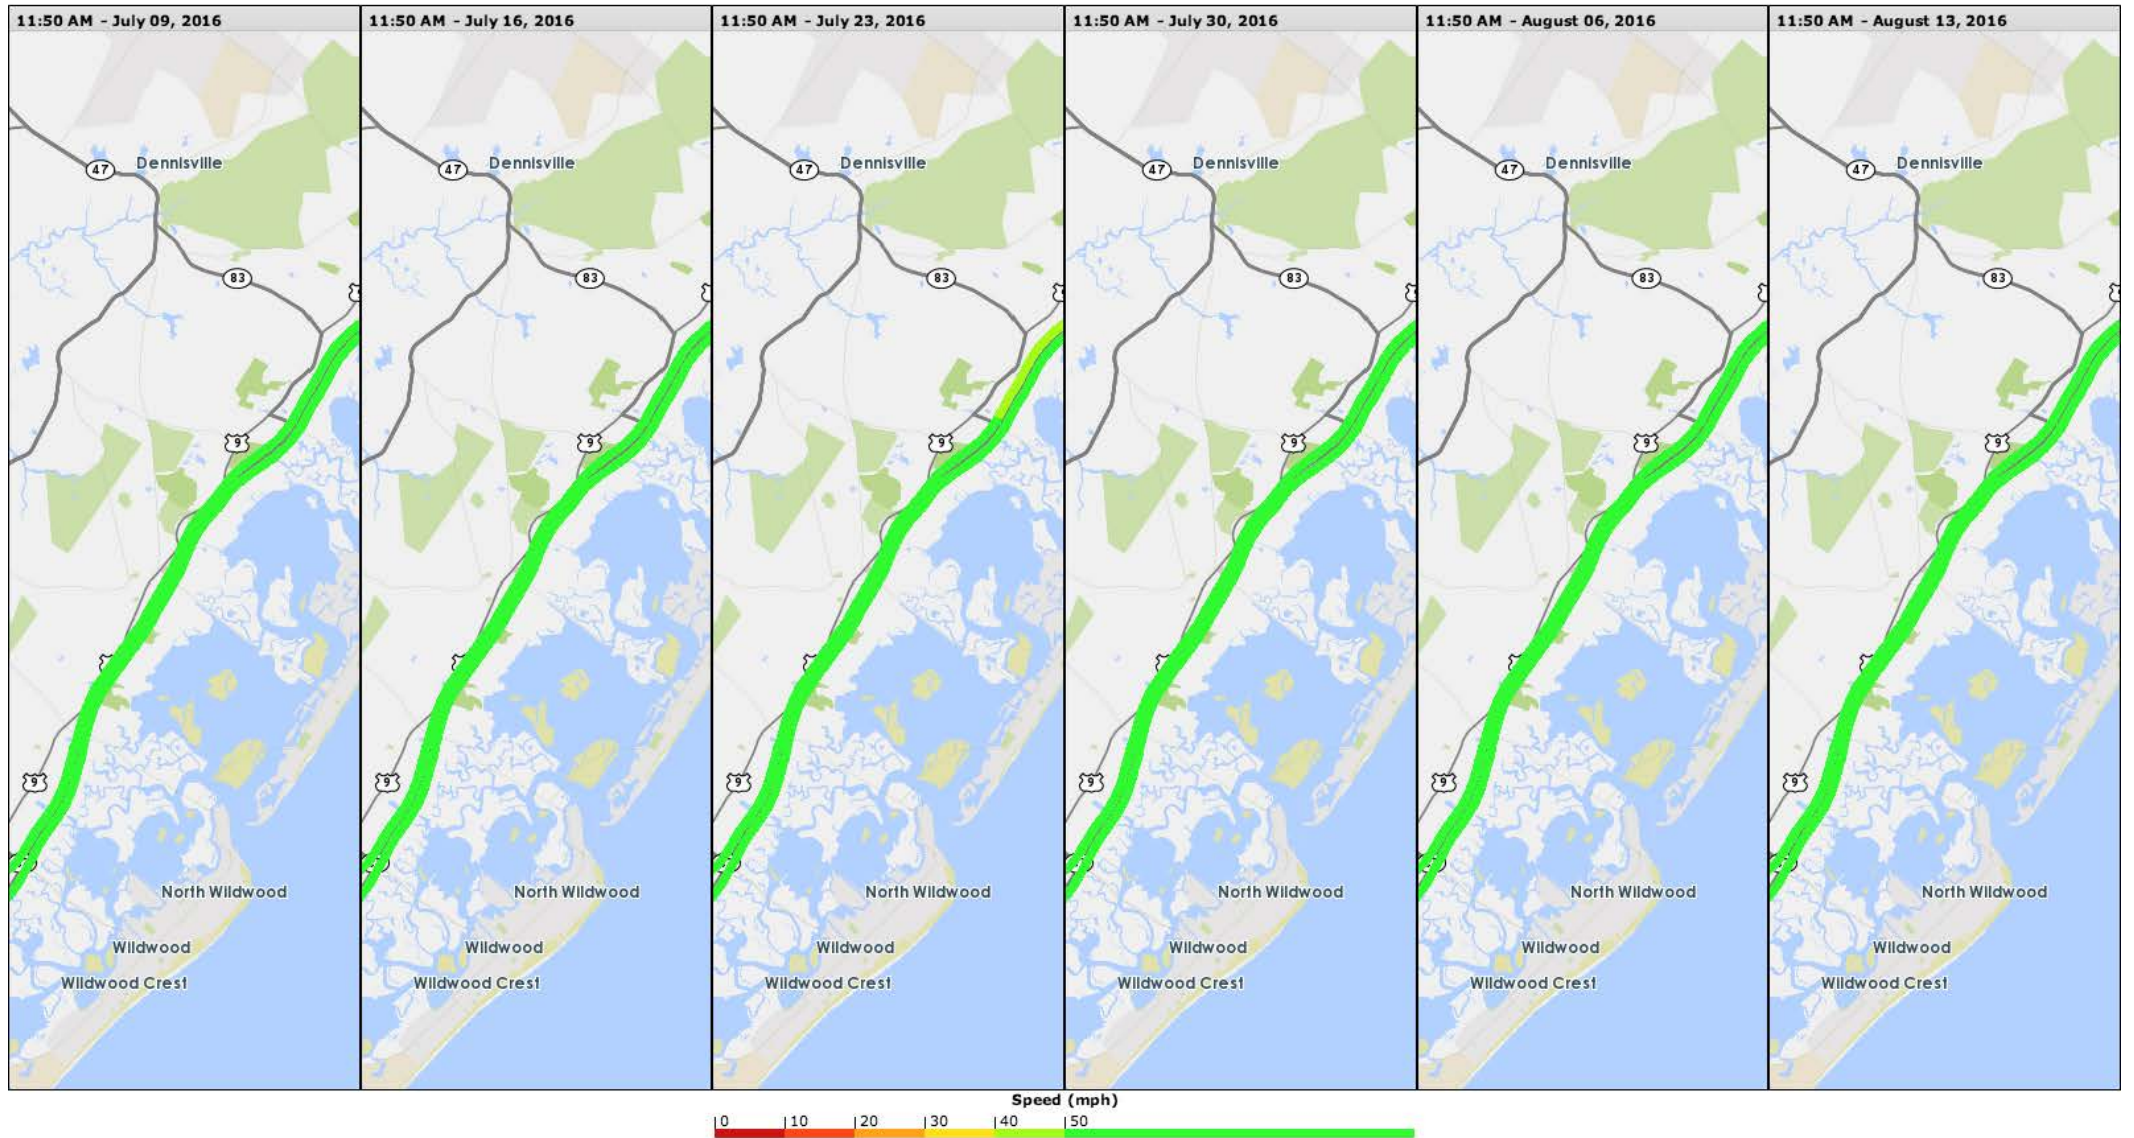 11:50 AM - July 09, 2016
11:50 AM - July 16, 2016
11:50 AM - July 23, 2016
11:50 AM - July 30, 2016
11:50 AM - August 06, 2016
11:50 AM - August 13, 2016
47 Dennisville
47 Dennisville
47 Dennisville
47 Dennisville
47 Dennisville
47 Dennisville
83
83
83
83
83
83
9
9
9
9
9
9
9
9
9
9
9
9
North Wildwood
North Wildwood
North Wildwood
North Wildwood
North Wildwood
North Wildwood
Wildwood
Wildwood
Wildwood
Wildwood
Wildwood
Wildwood
Wildwood Crest
Wildwood Crest
Wildwood Crest
Wildwood Crest
Wildwood Crest
Wildwood Crest
Speed (mph)
0 10 20 30 40 50